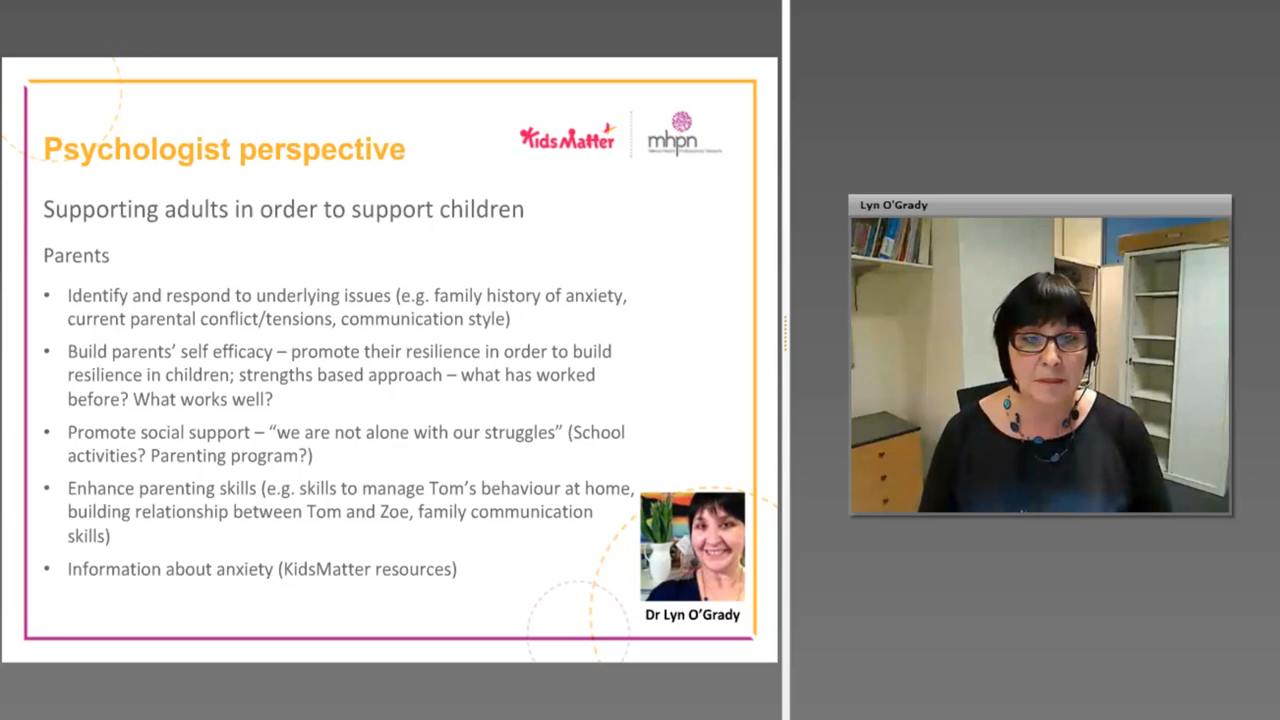 Psychologist perspective
KidsMatter
mhpn
Supporting adults in order to support children
Parents
• Identify and respond to underlying issues (e.g. family history of anxiety,
current parental conflict/tensions, communication style)
• Build parents’ self efficacy – promote their resilience in order to build
resilience in children; strengths based approach – what has worked
before? What works well?
• Promote social support – “we are not alone with our struggles” (School
activities? Parenting program?)
• Enhance parenting skills (e.g. skills to manage Tom’s behaviour at home,
building relationship between Tom and Zoe, family communication
skills)
• Information about anxiety (KidsMatter resources)
Dr Lyn O’Grady
Lyn O'Grady